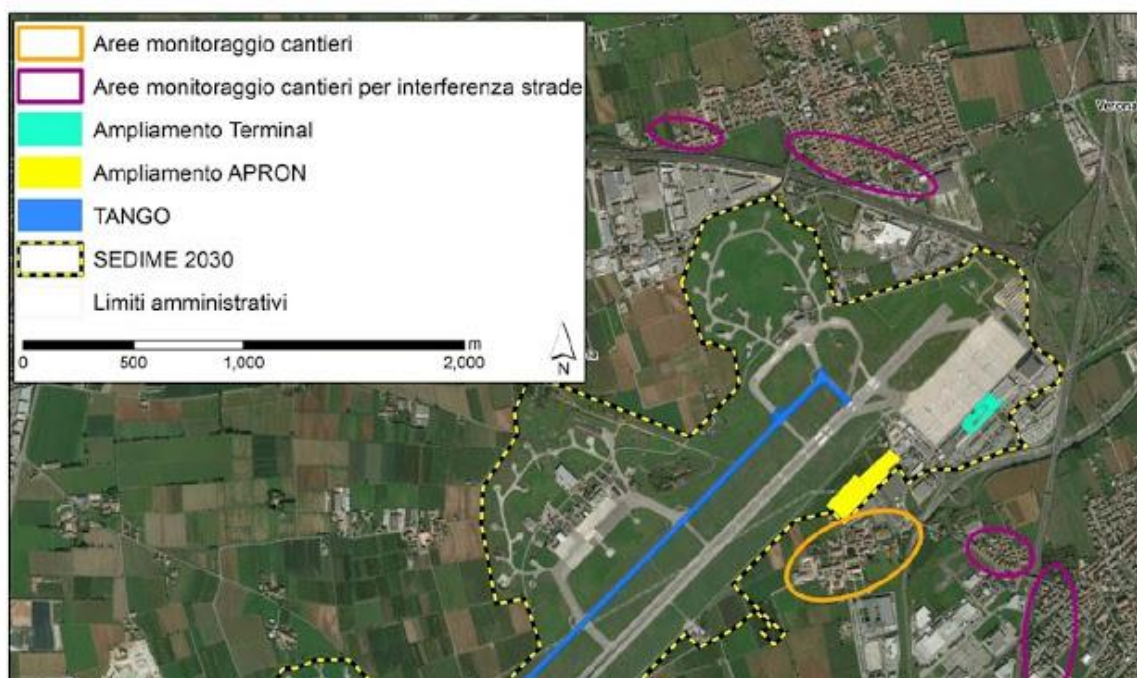 Aree monitoraggio cantieri
Aree monitoraggio cantieri per interferenza strade
Ampliamento Terminal
Ampliamento APRON
TANGO
SEDIME 2030
Limiti amministrativi
0 500 1,000 2,000 m
N
Verona